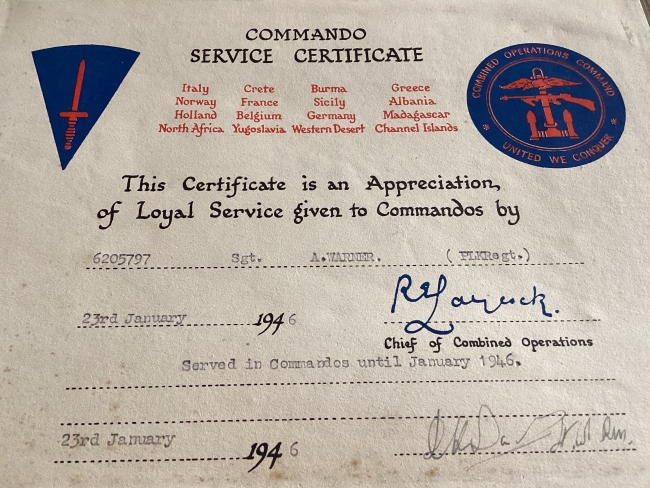 COMMANDO
SERVICE CERTIFICATE
Italy Crete Burma Greece
Norway France Sicily Albania
Holland Belgium Germany Madagascar
North Africa Yugoslavia Western Desert Channel Islands
COMBINED OPERATIONS COMMAND
* UNITED WE CONQUER *
This Certificate is an Appreciation,
of Loyal Service given to Commandos by
6205797 Sgt. A.WARNER. ( PLKRegt.)
R E Laycock.
23rd January 1946
Chief of Combined Operations
Served in Commandos until January 1946.
23rd January 1946